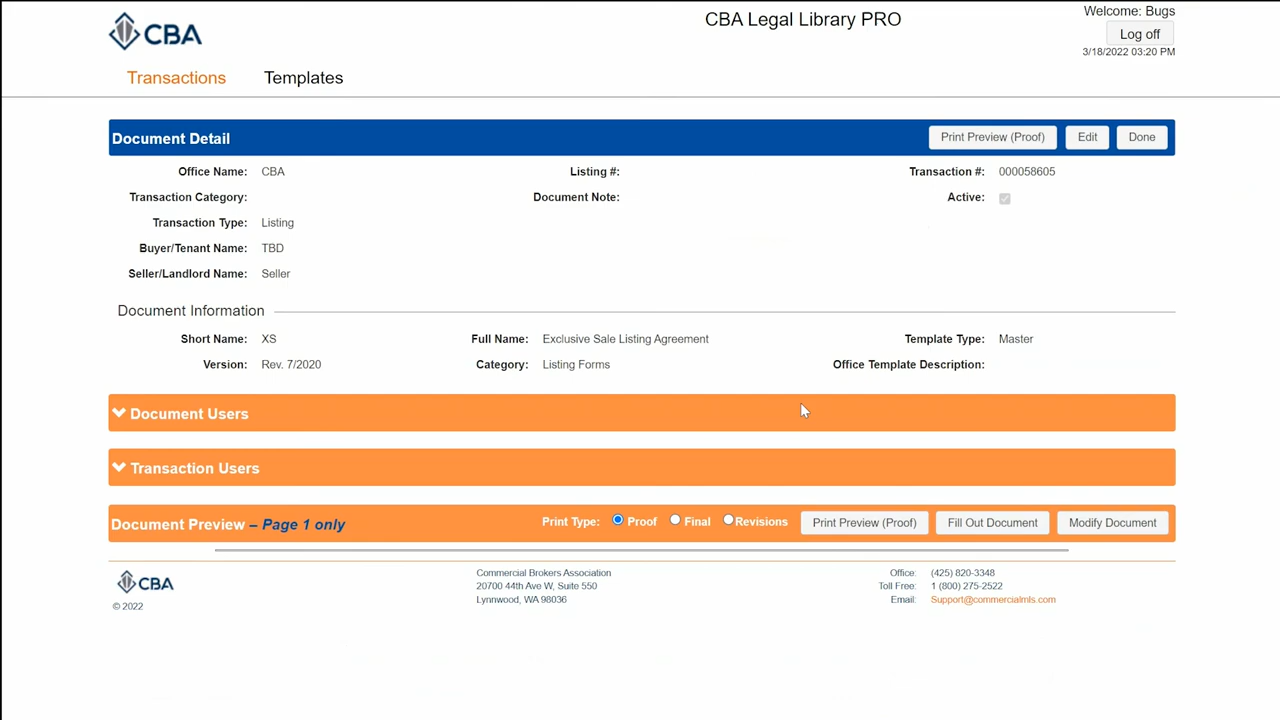 CBA
CBA Legal Library PRO
Welcome: Bugs
Log off
3/18/2022 03:20 PM
Transactions Templates
Document Detail Print Preview (Proof) Edit Done
Office Name: CBA Listing #: Transaction #: 000058605
Transaction Category: Document Note: Active:
Transaction Type: Listing
Buyer/Tenant Name: TBD
Seller/Landlord Name: Seller
Document Information
Short Name: XS Full Name: Exclusive Sale Listing Agreement Template Type: Master
Version: Rev. 7/2020 Category: Listing Forms Office Template Description:
Document Users
Transaction Users
Document Preview – Page 1 only Print Type: Proof Final Revisions Print Preview (Proof) Fill Out Document Modify Document
CBA Commercial Brokers Association Office: (425) 820-3348
20700 44th Ave W, Suite 550 Toll Free: 1 (800) 275-2522
© 2022 Lynnwood, WA 98036 Email: Support@commercialmls.com